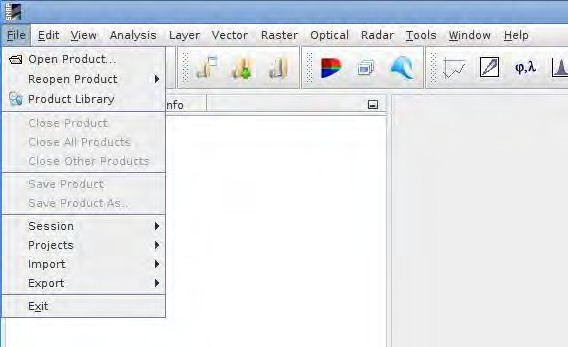 SNAP
File Edit View Analysis Layer Vector Raster Optical Radar Tools Window Help
Open Product...
Reopen Product
Product Library
nfo
Close Product
Close All Products
Close Other Products
Save Product
Save Product As...
Session
Projects
Import
Export
Exit
φ,λ